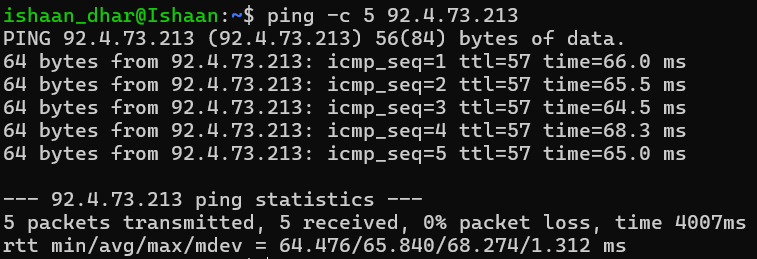 ishaan_dhar@Ishaan:~$ ping -c 5 92.4.73.213
PING 92.4.73.213 (92.4.73.213) 56(84) bytes of data.
64 bytes from 92.4.73.213: icmp_seq=1 ttl=57 time=66.0 ms
64 bytes from 92.4.73.213: icmp_seq=2 ttl=57 time=65.5 ms
64 bytes from 92.4.73.213: icmp_seq=3 ttl=57 time=64.5 ms
64 bytes from 92.4.73.213: icmp_seq=4 ttl=57 time=68.3 ms
64 bytes from 92.4.73.213: icmp_seq=5 ttl=57 time=65.0 ms
--- 92.4.73.213 ping statistics ---
5 packets transmitted, 5 received, 0% packet loss, time 4007ms
rtt min/avg/max/mdev = 64.476/65.840/68.274/1.312 ms